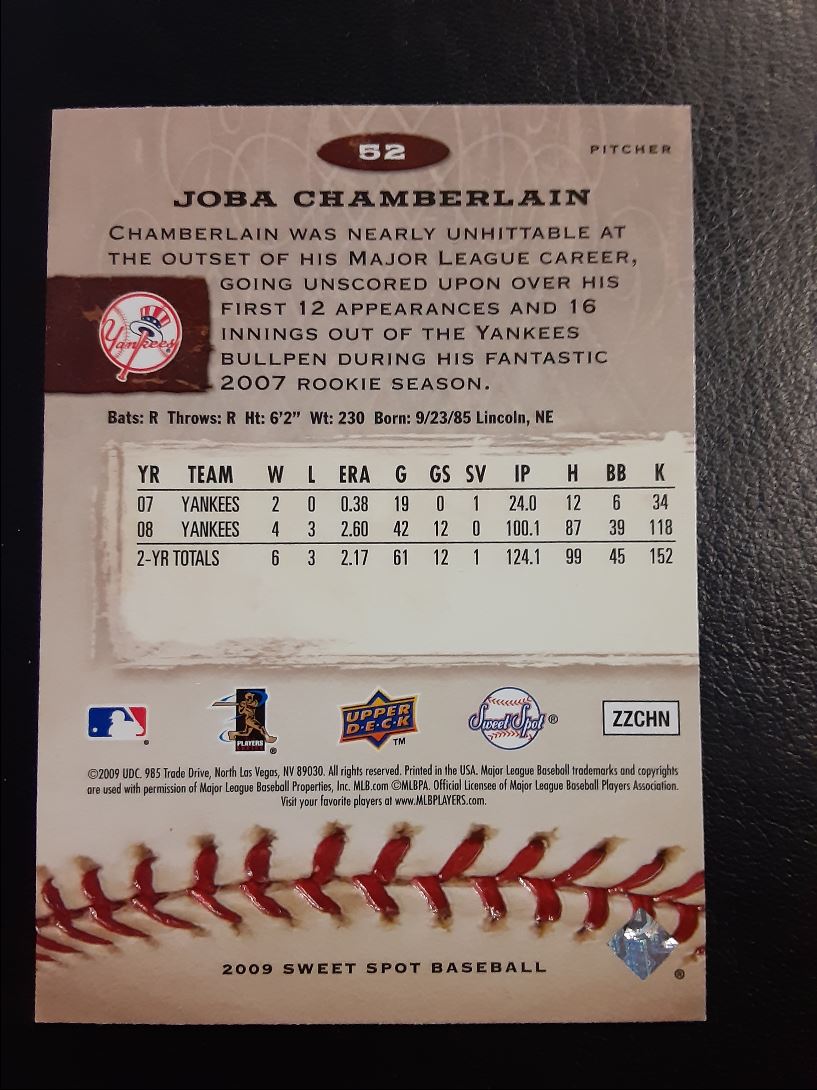 52
PITCHER
JOBA CHAMBERLAIN
CHAMBERLAIN WAS NEARLY UNHITTABLE AT
THE OUTSET OF HIS MAJOR LEAGUE CAREER,
GOING UNSCORED UPON OVER HIS
FIRST 12 APPEARANCES AND 16
INNINGS OUT OF THE YANKEES
BULLPEN DURING HIS FANTASTIC
2007 ROOKIE SEASON.
Yankees
Bats: R Throws: R Ht: 6'2" Wt: 230 Born: 9/23/85 Lincoln, NE
YR TEAM W L ERA G GS SV IP H BB K
07 YANKEES 2 0 0.38 19 0 1 24.0 12 6 34
08 YANKEES 4 3 2.60 42 12 0 100.1 87 39 118
2-YR TOTALS 6 3 2.17 61 12 1 124.1 99 45 152
PLAYERS ®
UPPER D·E·C·K ™
Sweet Spot ®
ZZCHN
©2009 UDC. 985 Trade Drive, North Las Vegas, NV 89030. All rights reserved. Printed in the USA. Major League Baseball trademarks and copyrights
are used with permission of Major League Baseball Properties, Inc. MLB.com ©MLBPA. Official Licensee of Major League Baseball Players Association.
Visit your favorite players at www.MLBPLAYERS.com.
2009 SWEET SPOT BASEBALL
®